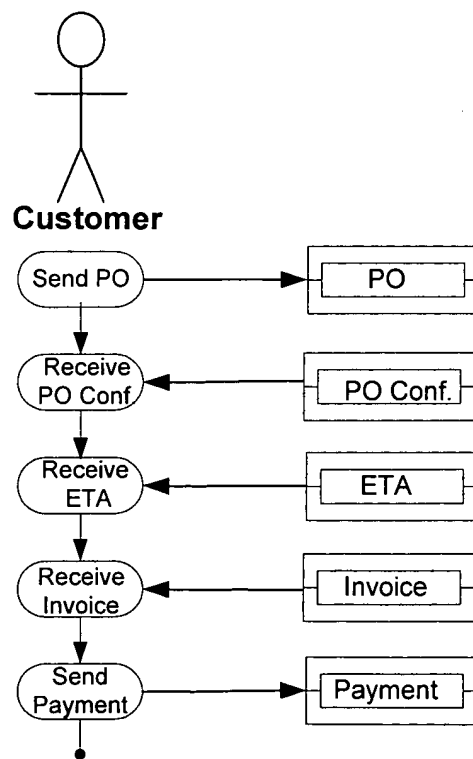 Customer
Send PO
PO
Receive
PO Conf.
PO Conf.
Receive
ETA
ETA
Receive
Invoice
Invoice
Send
Payment
Payment